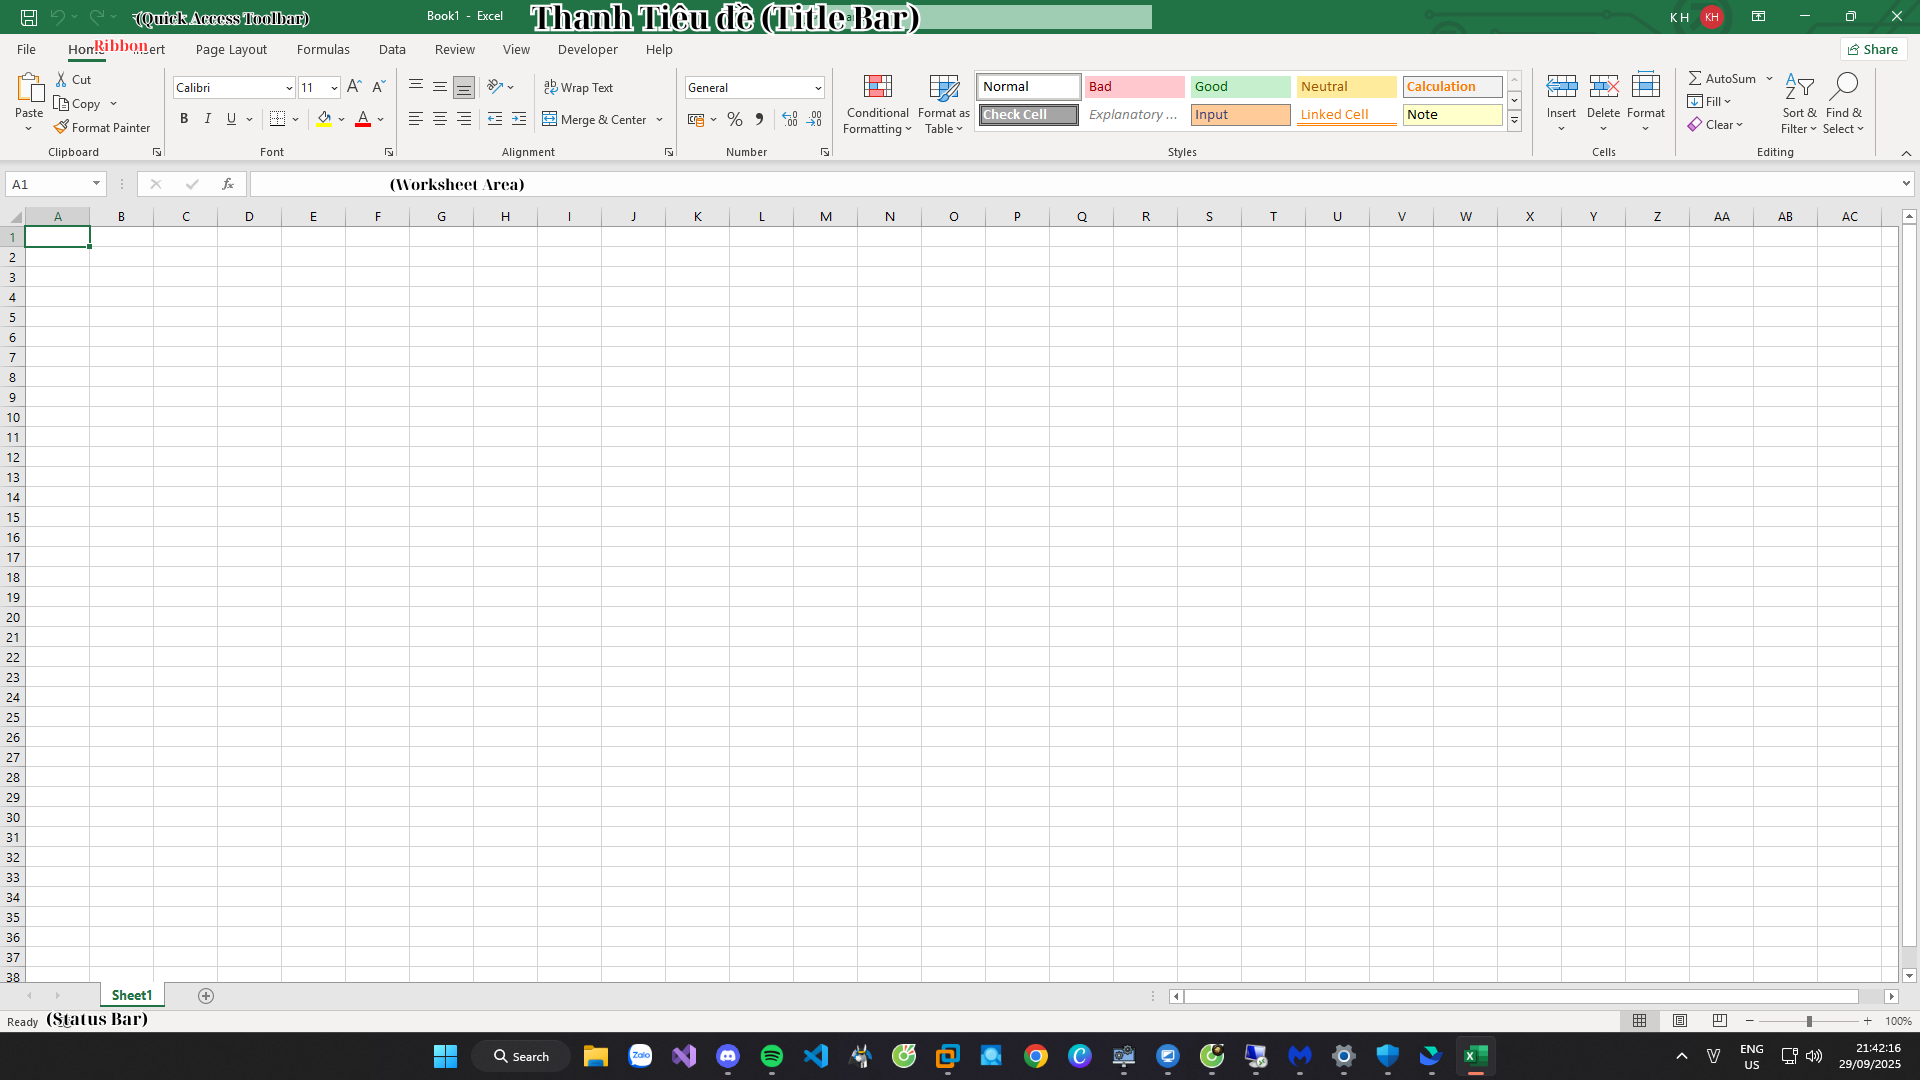 (Quick Access Toolbar)
Book1 - Excel
Thanh Tiêu đề (Title Bar)
K H
KH
File
Home
Ribbon
Page Layout
Formulas
Data
Review
View
Developer
Help
Share
Paste
Cut
Copy
Format Painter
Clipboard
Calibri
11
B I U
Font
Wrap Text
Merge & Center
Alignment
General
Number
Conditional
Formatting
Format as
Table
Normal
Bad
Good
Neutral
Calculation
Check Cell
Explanatory ...
Input
Linked Cell
Note
Styles
Insert
Delete
Format
Cells
AutoSum
Fill
Clear
Sort &
Filter
Find &
Select
Editing
A1
fx
(Worksheet Area)
A B C D E F G H I J K L M N O P Q R S T U V W X Y Z AA AB AC
1
2
3
4
5
6
7
8
9
10
11
12
13
14
15
16
17
18
19
20
21
22
23
24
25
26
27
28
29
30
31
32
33
34
35
36
37
38
Sheet1
Ready
(Status Bar)
100%
Search
Zalo
V
ENG
US
21:42:16
29/09/2025